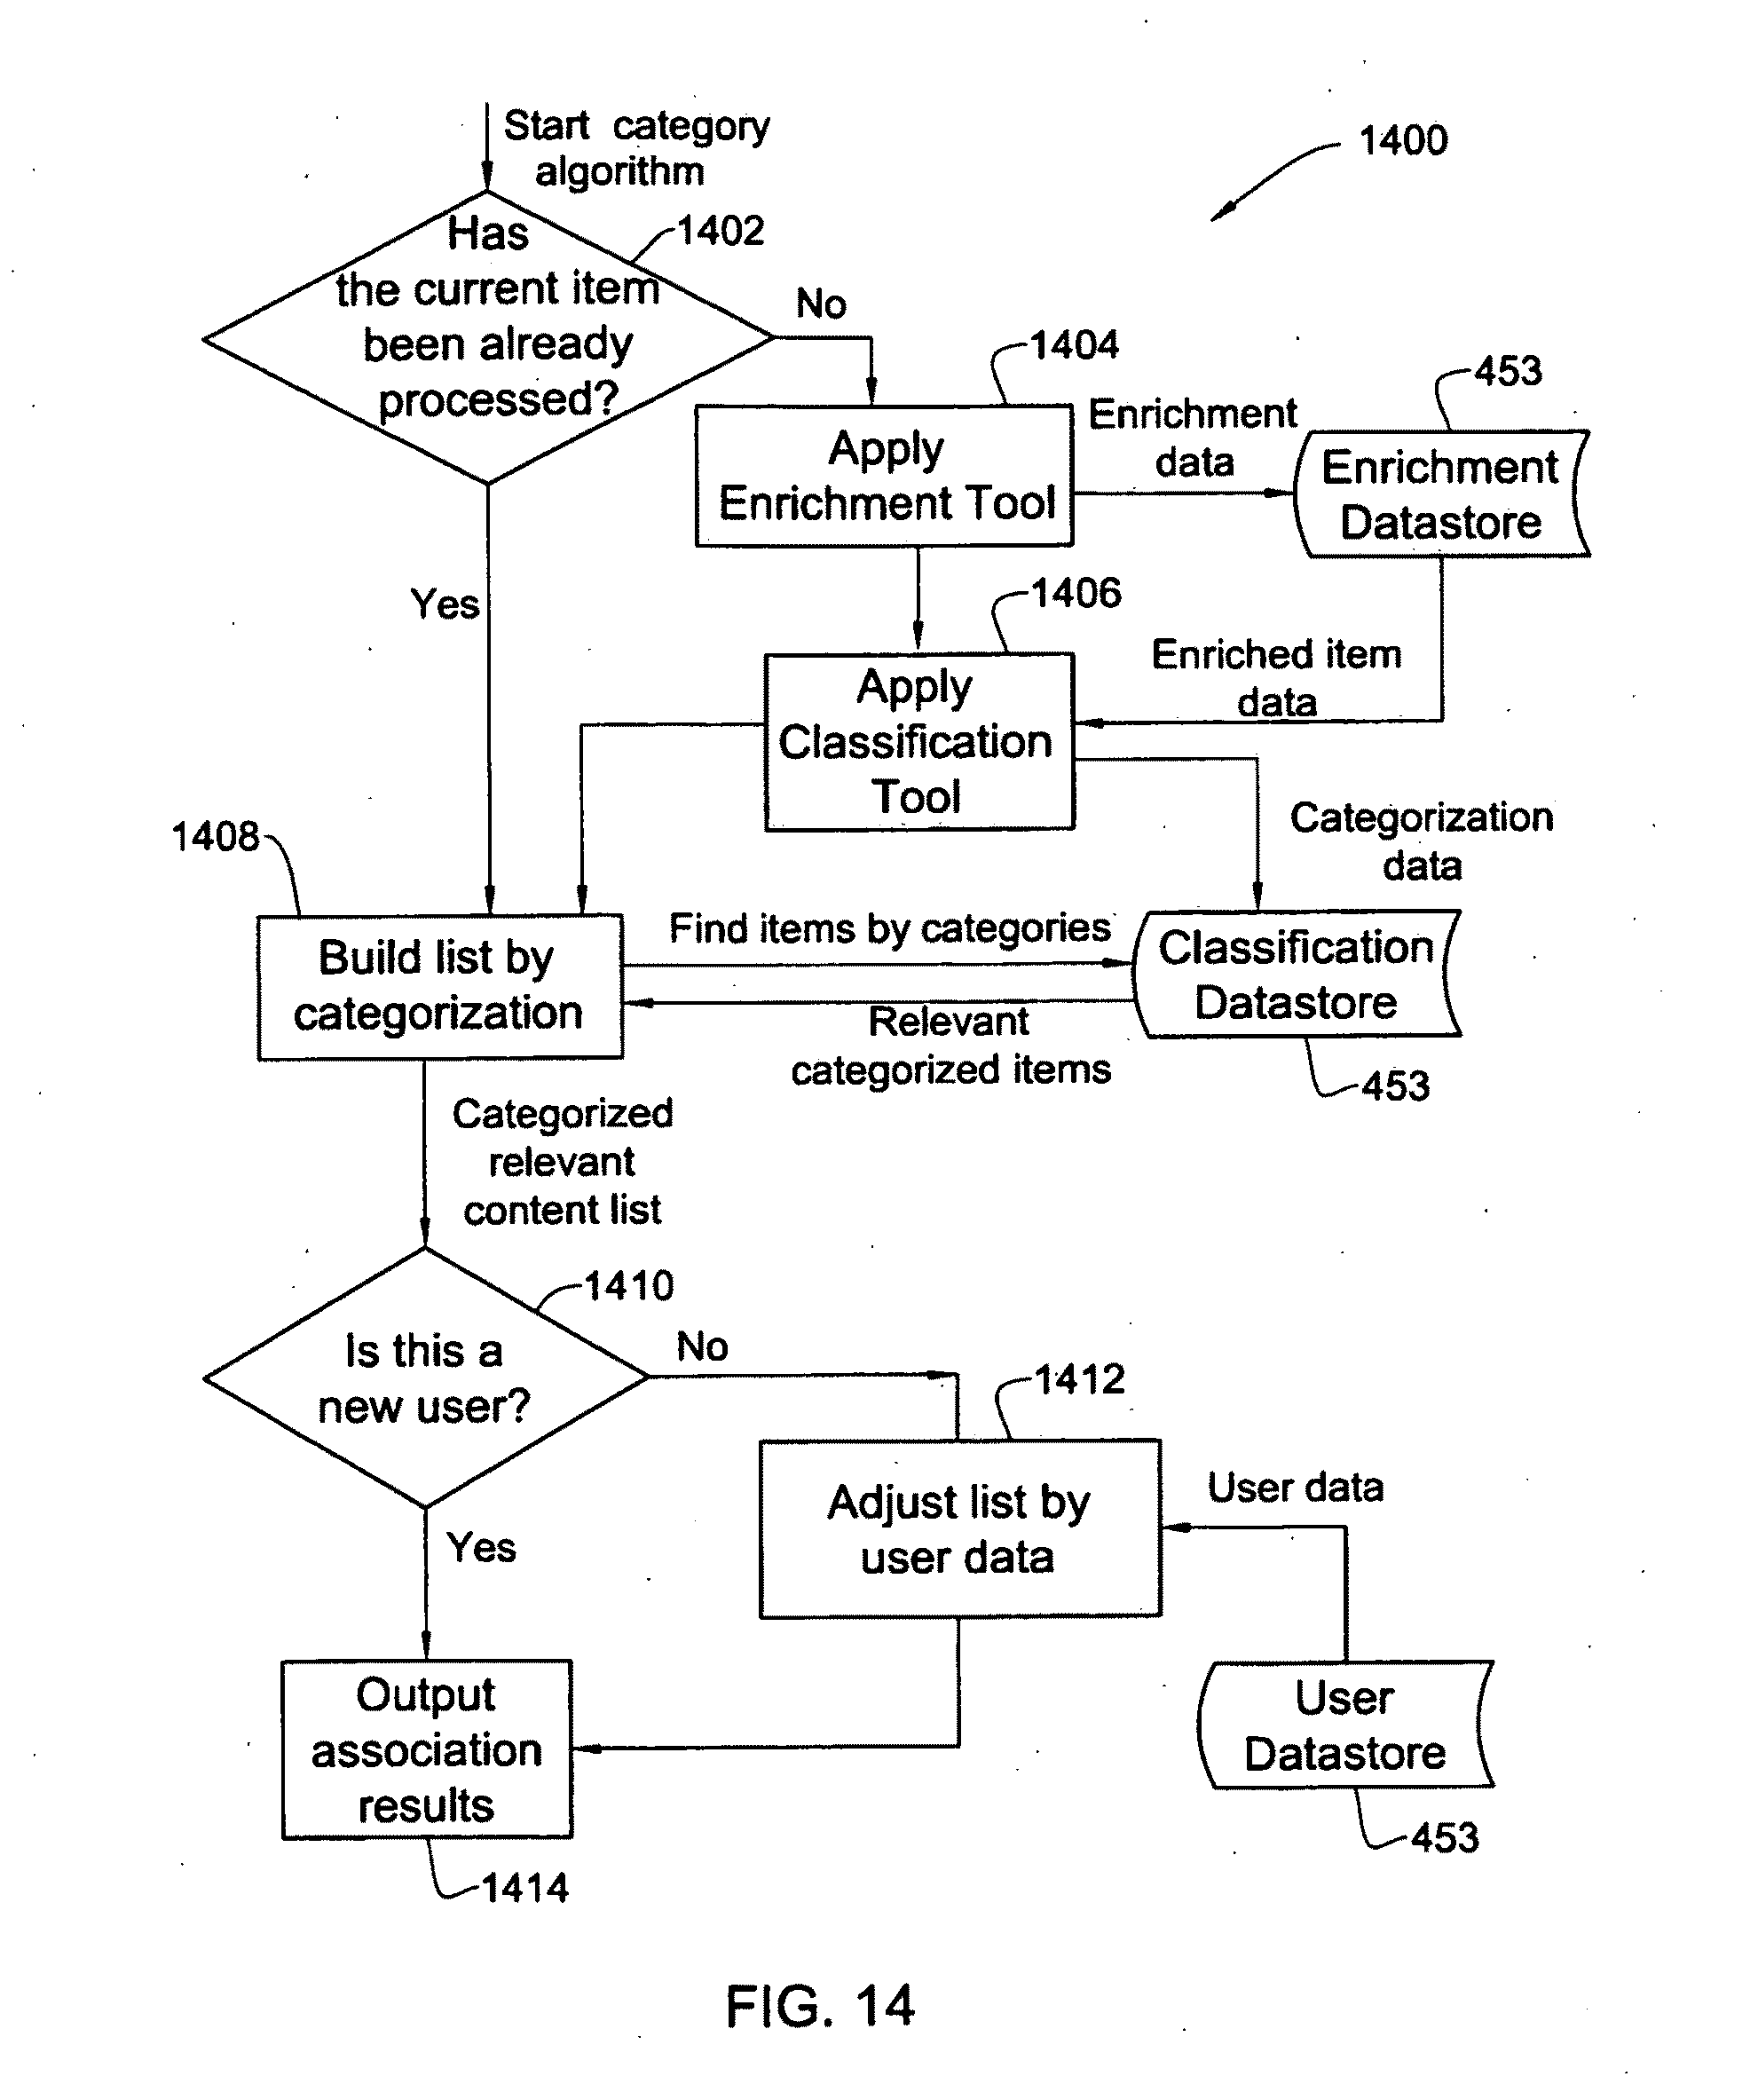 Start category
algorithm
1400
Has
the current item
been already
processed?
1402
No
1404
Apply
Enrichment Tool
Enrichment
data
453
Enrichment
Datastore
Yes
1406
Apply
Classification
Tool
Enriched item
data
Categorization
data
1408
Build list by
categorization
Find items by categories
Relevant
categorized items
Classification
Datastore
453
Categorized
relevant
content list
1410
Is this a
new user?
No
1412
Adjust list by
user data
User data
Yes
Output
association
results
1414
User
Datastore
453
FIG. 14